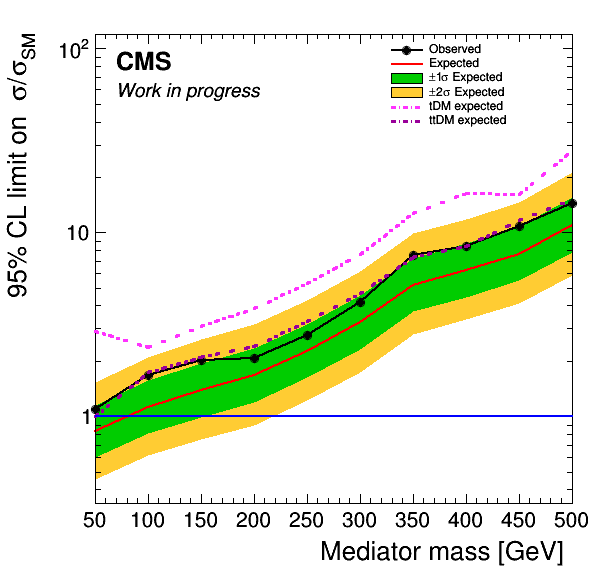 CMS
Work in progress
Observed
Expected
±1σ Expected
±2σ Expected
tDM expected
ttDM expected
95% CL limit on σ/σSM
10²
10
1
50 100 150 200 250 300 350 400 450 500
Mediator mass [GeV]